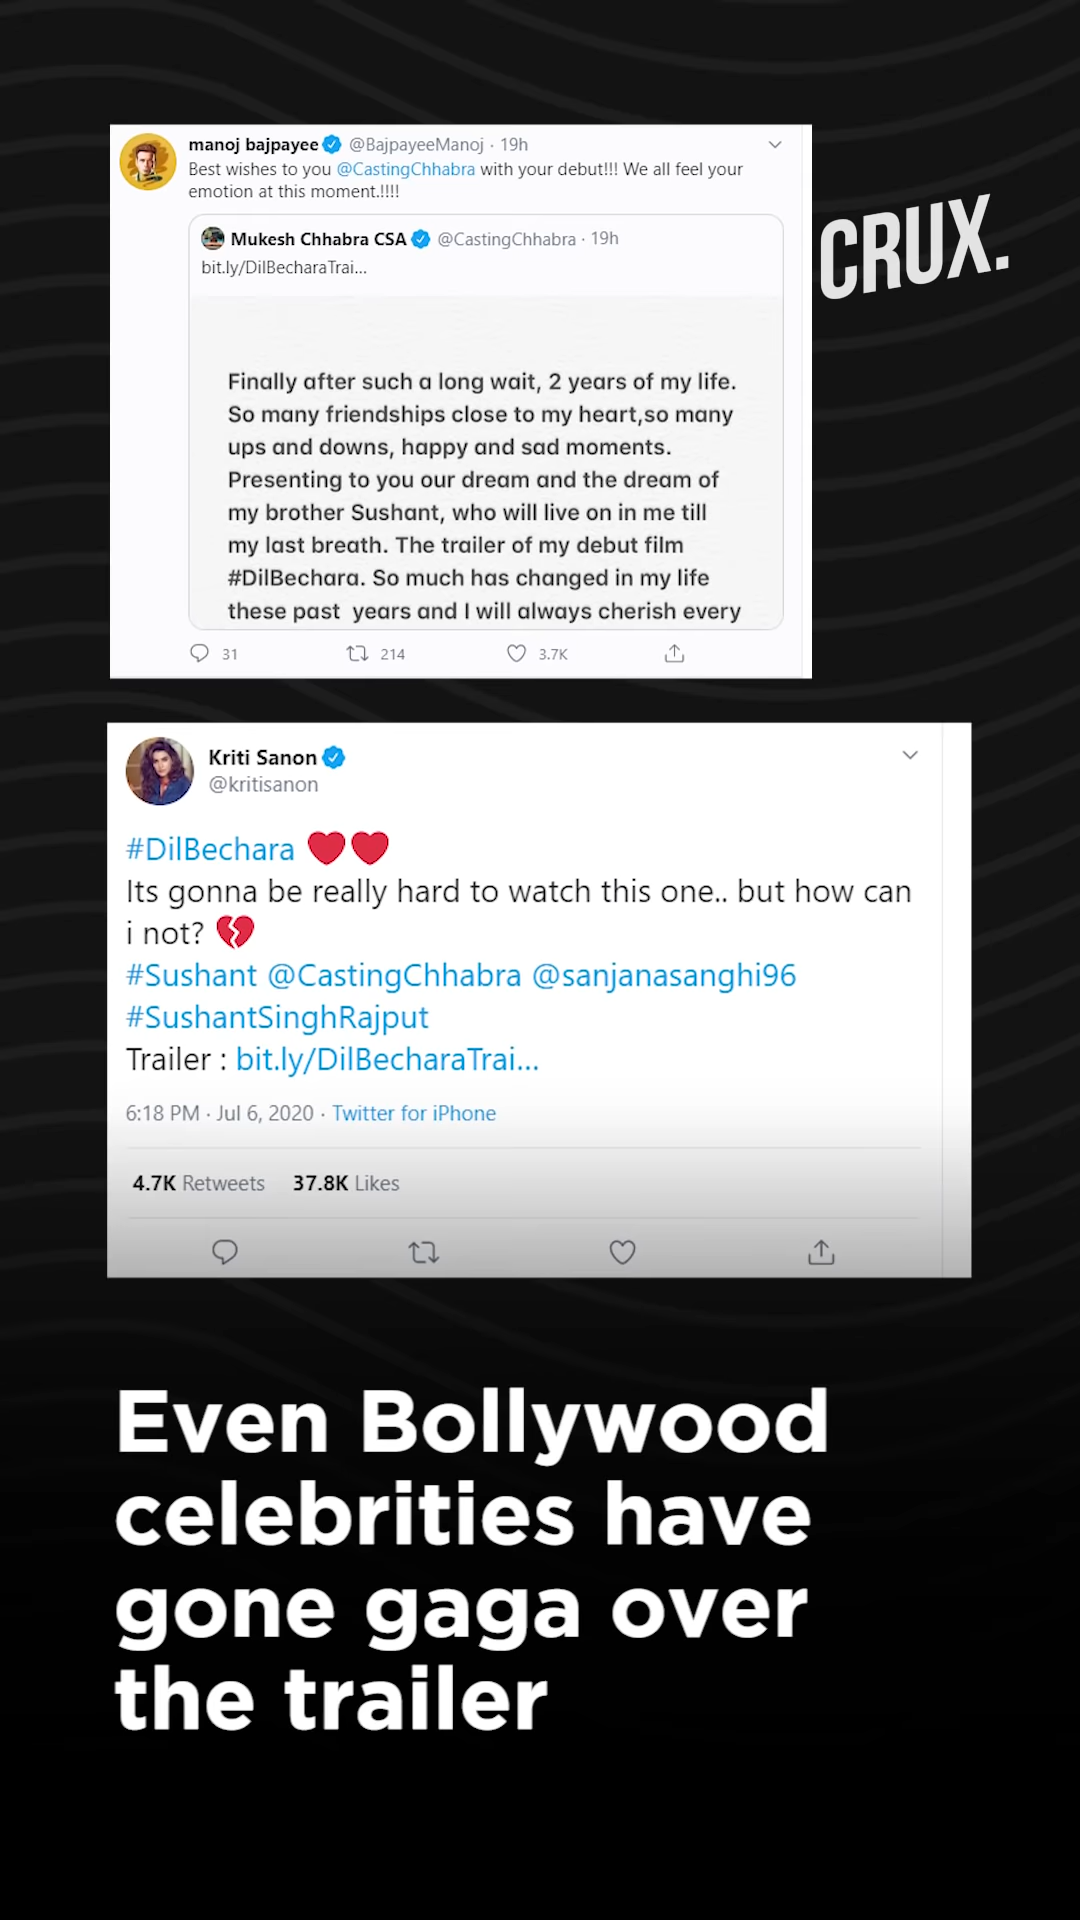 manoj bajpayee @BajpayeeManoj · 19h
Best wishes to you @CastingChhabra with your debut!!! We all feel your
emotion at this moment.!!!!
Mukesh Chhabra CSA @CastingChhabra · 19h
bit.ly/DilBecharaTrai...
CRUX.
Finally after such a long wait, 2 years of my life.
So many friendships close to my heart,so many
ups and downs, happy and sad moments.
Presenting to you our dream and the dream of
my brother Sushant, who will live on in me till
my last breath. The trailer of my debut film
#DilBechara. So much has changed in my life
these past  years and I will always cherish every
31 214 3.7K
Kriti Sanon
@kritisanon
#DilBechara ❤️❤️
Its gonna be really hard to watch this one.. but how can
i not? 💔
#Sushant @CastingChhabra @sanjanasanghi96
#SushantSinghRajput
Trailer : bit.ly/DilBecharaTrai...
6:18 PM · Jul 6, 2020 · Twitter for iPhone
4.7K Retweets 37.8K Likes
Even Bollywood
celebrities have
gone gaga over
the trailer